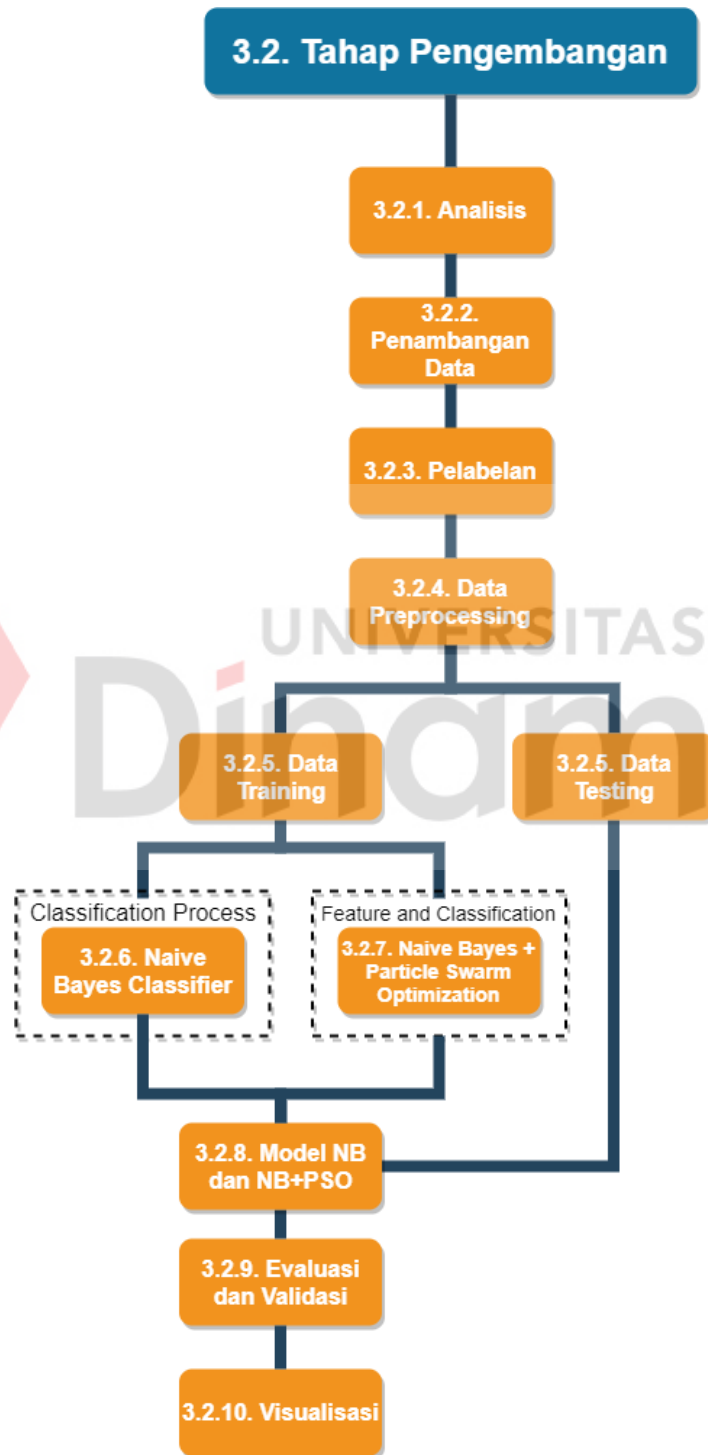 3.2. Tahap Pengembangan
3.2.1. Analisis
3.2.2.
Penambangan
Data
3.2.3. Pelabelan
3.2.4. Data
Preprocessing
UNIVERSITAS
Dinam
3.2.5. Data
Training
3.2.5. Data
Testing
Classification Process
3.2.6. Naive
Bayes Classifier
Feature and Classification
3.2.7. Naive Bayes +
Particle Swarm
Optimization
3.2.8. Model NB
dan NB+PSO
3.2.9. Evaluasi
dan Validasi
3.2.10. Visualisasi